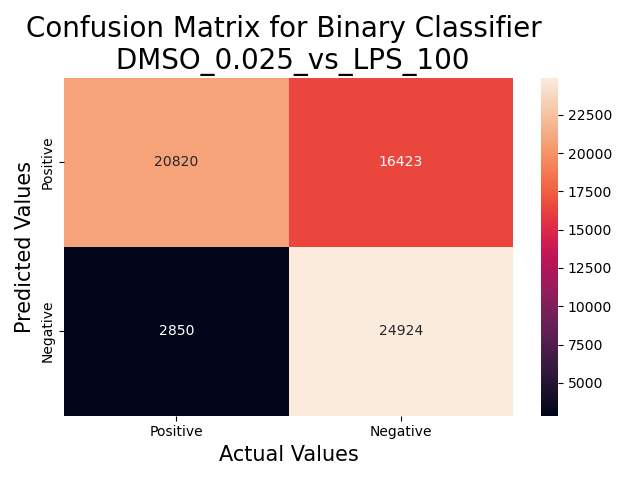 Confusion Matrix for Binary Classifier
DMSO_0.025_vs_LPS_100
Predicted Values
Positive
Negative
20820
16423
2850
24924
Positive
Negative
Actual Values
22500
20000
17500
15000
12500
10000
7500
5000